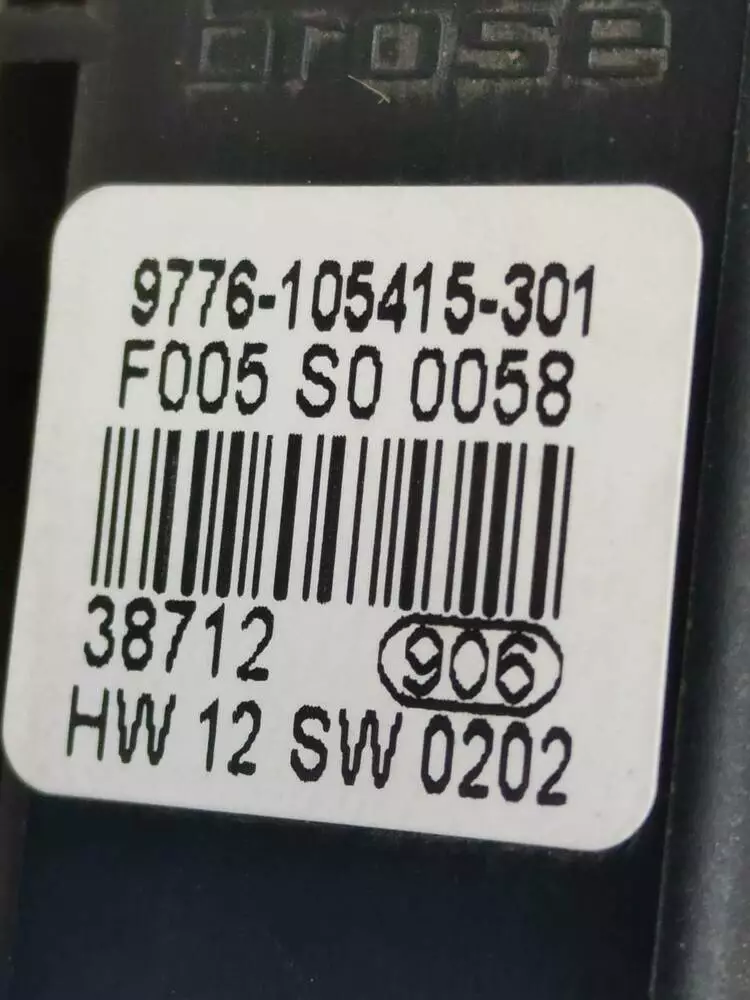 brose
9776-105415-301
F005 S0 0058
38712 906
HW 12 SW 0202